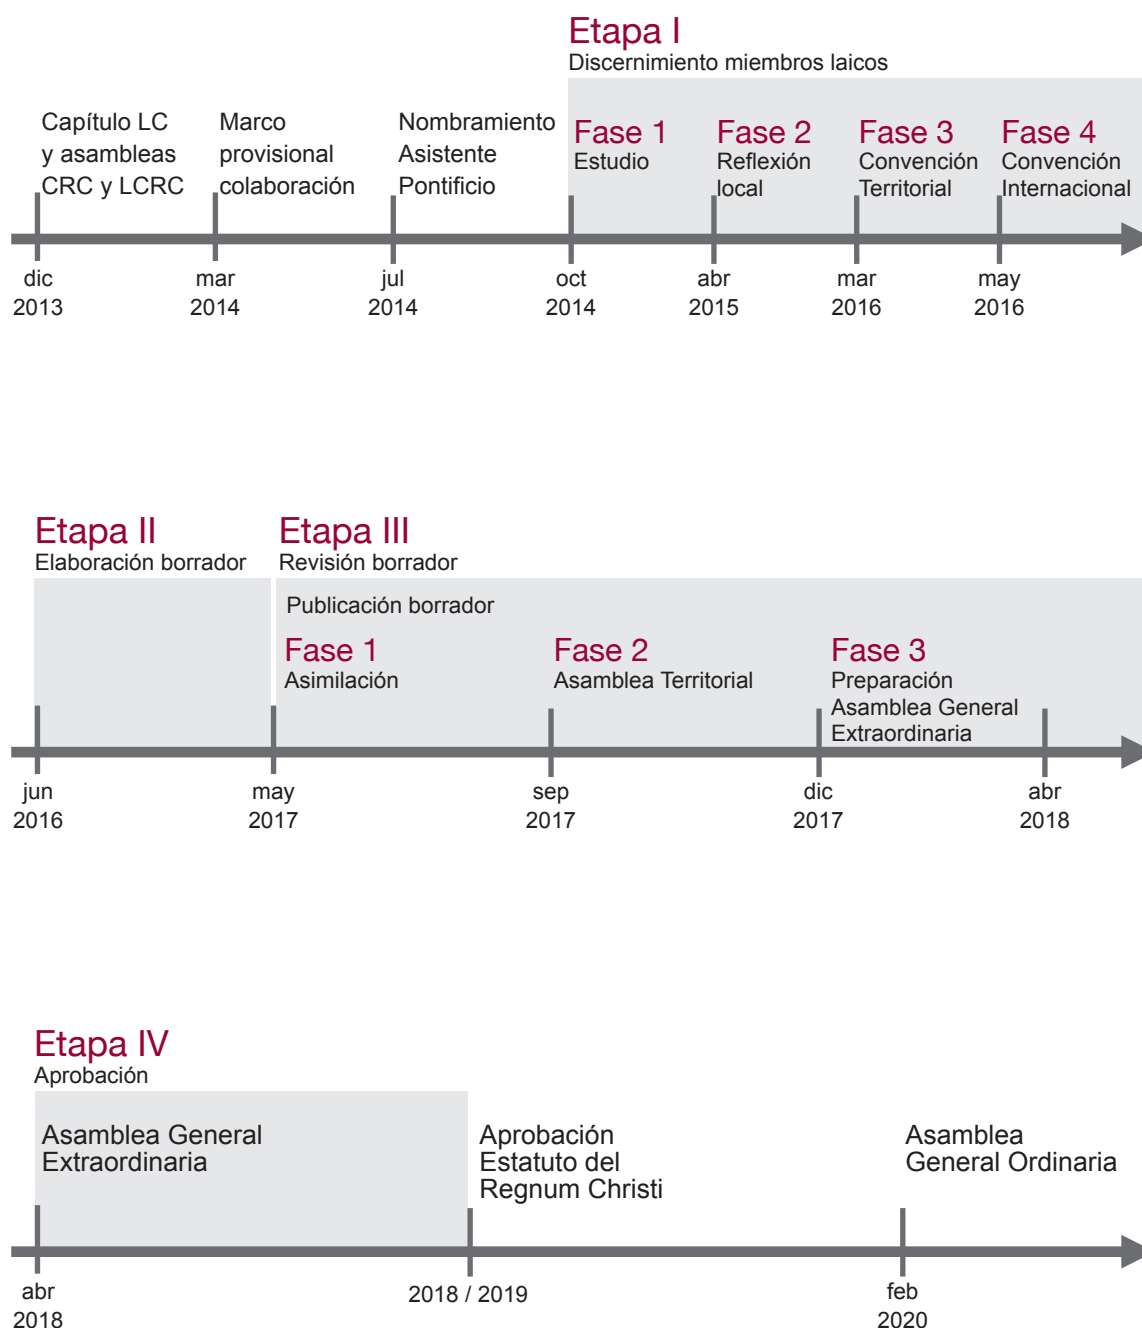 Etapa I
Discernimiento miembros laicos
Capítulo LC
y asambleas
CRC y LCRC
Marco
provisional
colaboración
Nombramiento
Asistente
Pontificio
Fase 1
Estudio
Fase 2
Reflexión
local
Fase 3
Convención
Territorial
Fase 4
Convención
Internacional
dic
2013
mar
2014
jul
2014
oct
2014
abr
2015
mar
2016
may
2016
Etapa II
Elaboración borrador
Etapa III
Revisión borrador
Publicación borrador
Fase 1
Asimilación
Fase 2
Asamblea Territorial
Fase 3
Preparación
Asamblea General
Extraordinaria
jun
2016
may
2017
sep
2017
dic
2017
abr
2018
Etapa IV
Aprobación
Asamblea General
Extraordinaria
Aprobación
Estatuto del
Regnum Christi
Asamblea
General Ordinaria
abr
2018
2018 / 2019
feb
2020